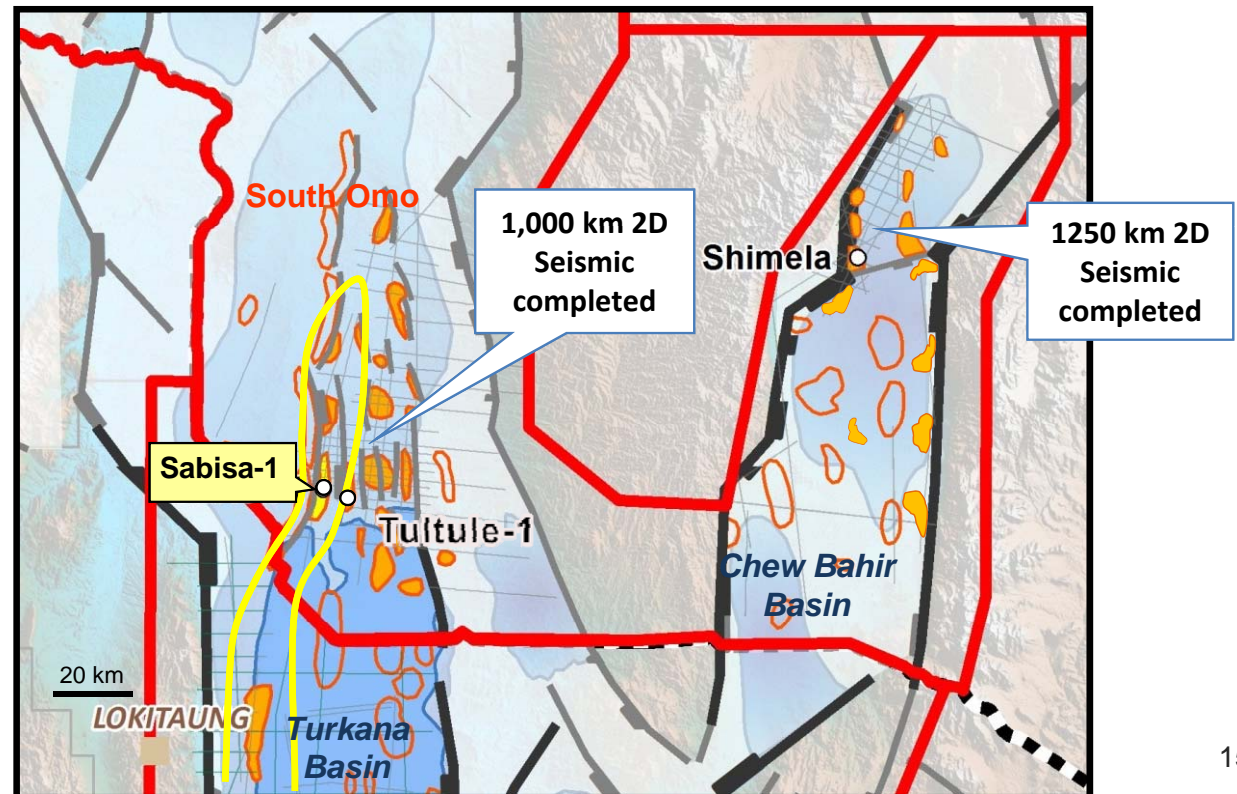 South Omo
1,000 km 2D
Seismic
completed
Shimela
1250 km 2D
Seismic
completed
Sabisa-1
Tultule-1
Chew Bahir
Basin
20 km
LOKITAUNG
Turkana
Basin